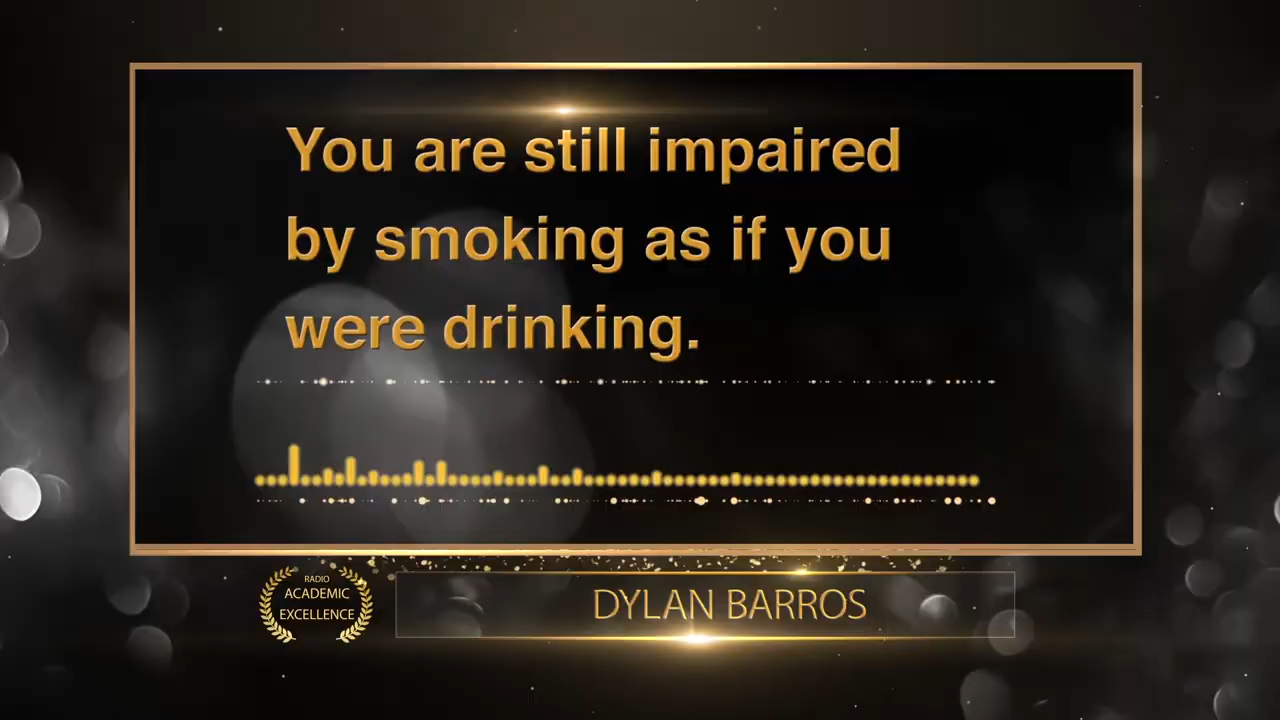 You are still impaired
by smoking as if you
were drinking.
RADIO
ACADEMIC
EXCELLENCE
DYLAN BARROS